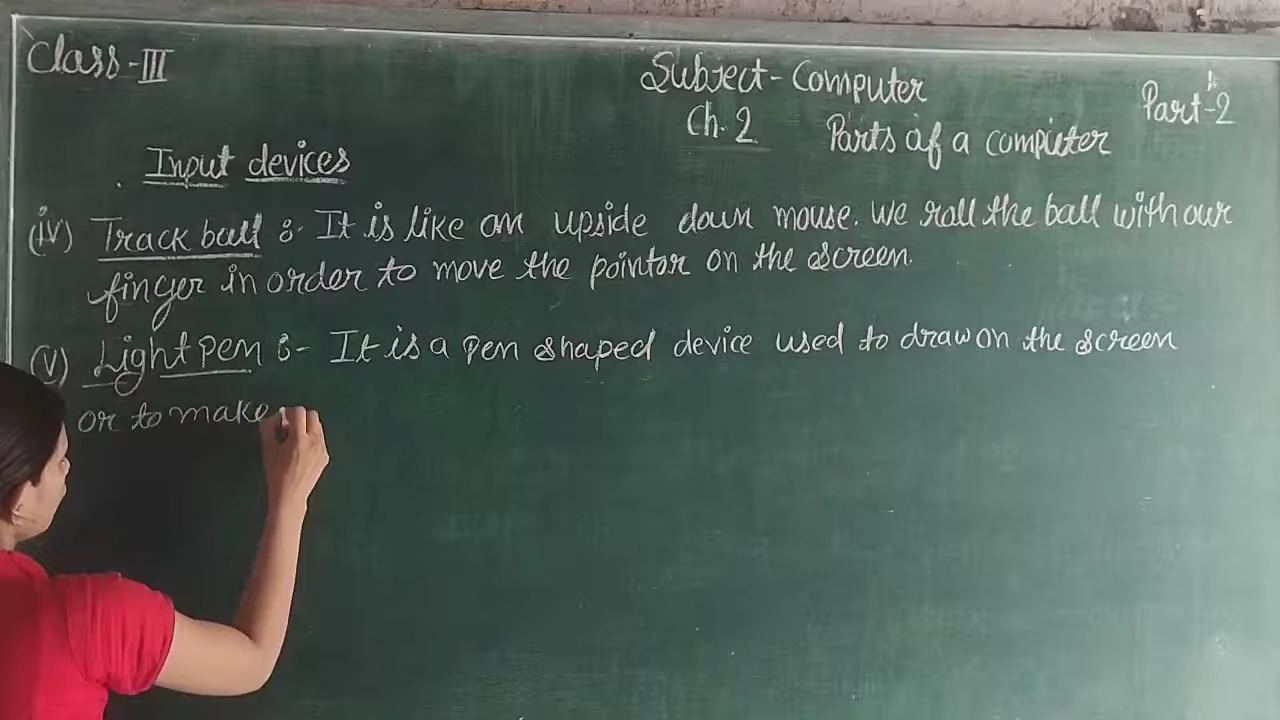 Class-III
Subject-Computer
Part-2
Ch. 2 Parts of a computer
Input devices
(iv) Track ball :- It is like an upside down mouse. We roll the ball with our
finger in order to move the pointor on the screen.
(v) Light pen :- It is a pen shaped device used to draw on the screen
or to make